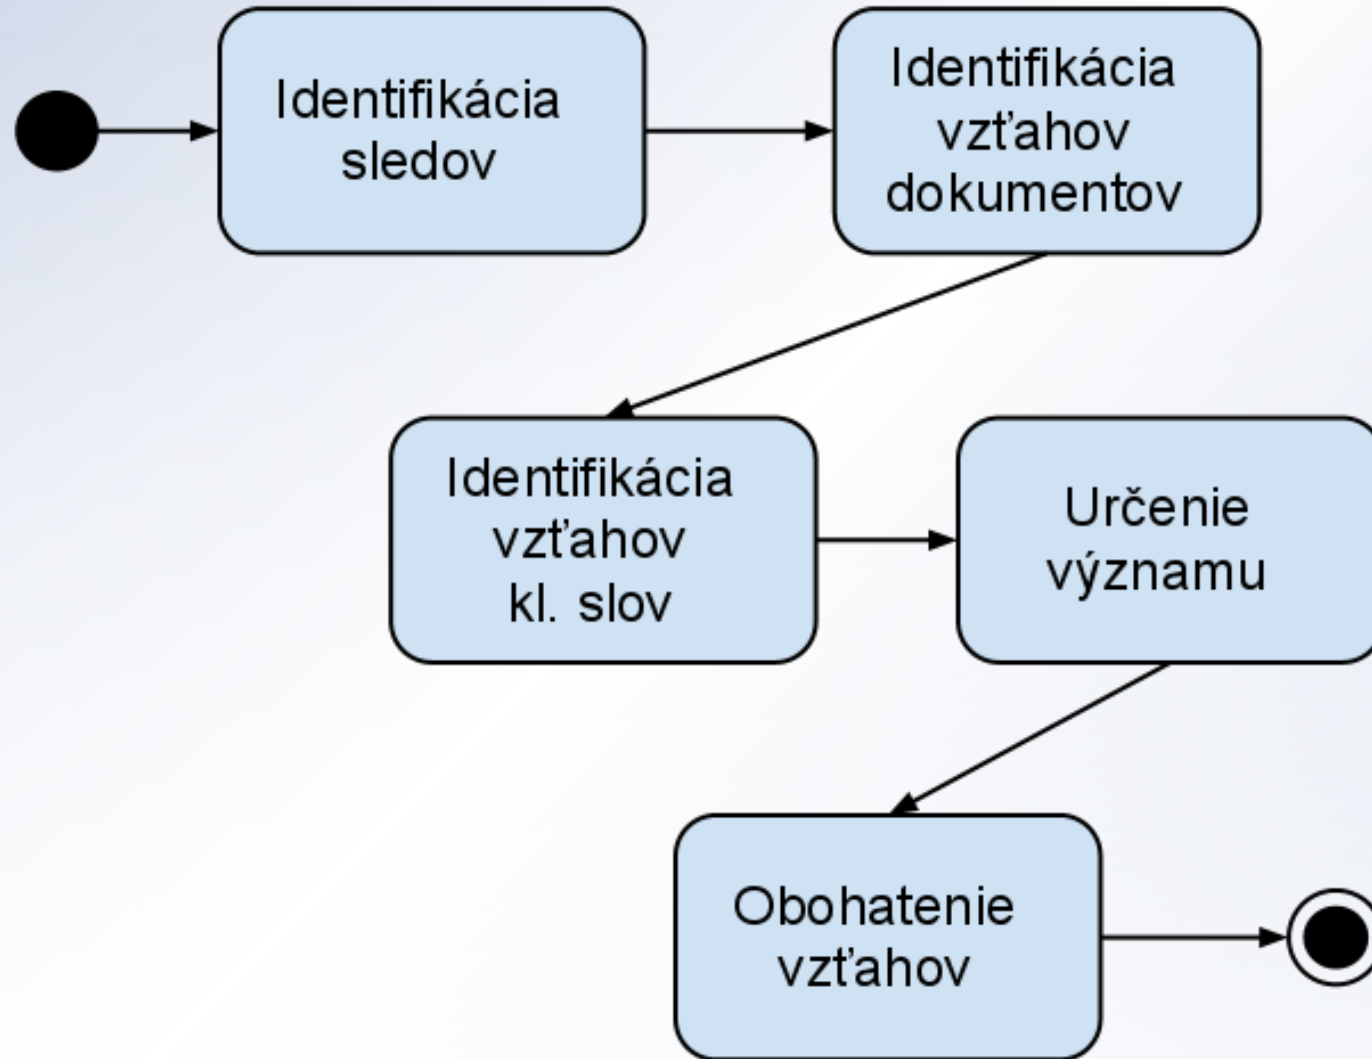 Identifikácia
sledov
Identifikácia
vzťahov
dokumentov
Identifikácia
vzťahov
kl. slov
Určenie
významu
Obohatenie
vzťahov